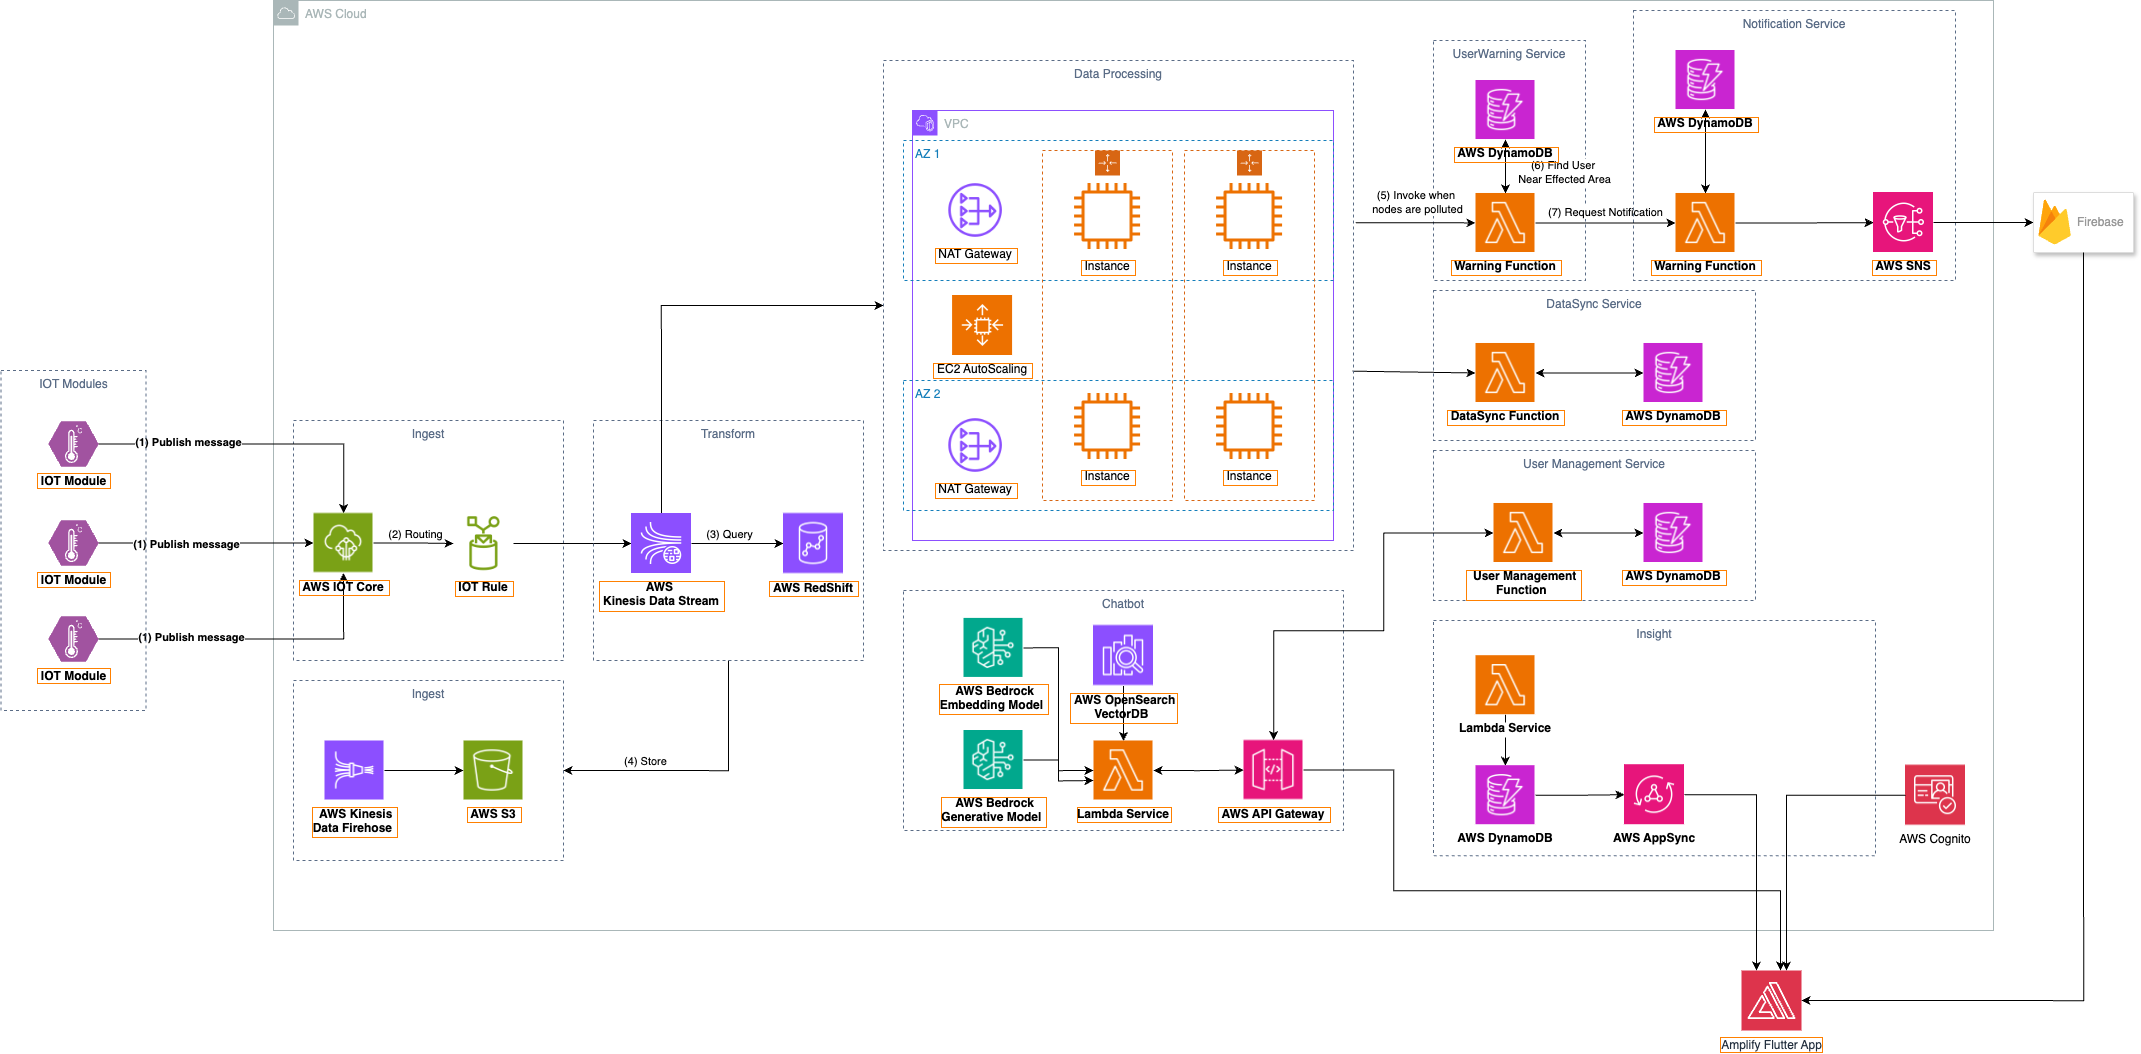 AWS Cloud
IOT Modules
IOT Module
IOT Module
IOT Module
(1) Publish message
(1) Publish message
(1) Publish message
Ingest
AWS IOT Core
(2) Routing
IOT Rule
Ingest
AWS Kinesis
Data Firehose
AWS S3
Transform
AWS
Kinesis Data Stream
(3) Query
AWS RedShift
(4) Store
Data Processing
VPC
AZ 1
NAT Gateway
Instance
Instance
EC2 AutoScaling
AZ 2
NAT Gateway
Instance
Instance
Chatbot
AWS Bedrock
Embedding Model
AWS OpenSearch
VectorDB
AWS Bedrock
Generative Model
Lambda Service
AWS API Gateway
(5) Invoke when
nodes are polluted
UserWarning Service
AWS DynamoDB
(6) Find User
Near Effected Area
Warning Function
(7) Request Notification
Notification Service
AWS DynamoDB
Warning Function
AWS SNS
Firebase
DataSync Service
DataSync Function
AWS DynamoDB
User Management Service
User Management
Function
AWS DynamoDB
Insight
Lambda Service
AWS DynamoDB
AWS AppSync
AWS Cognito
Amplify Flutter App